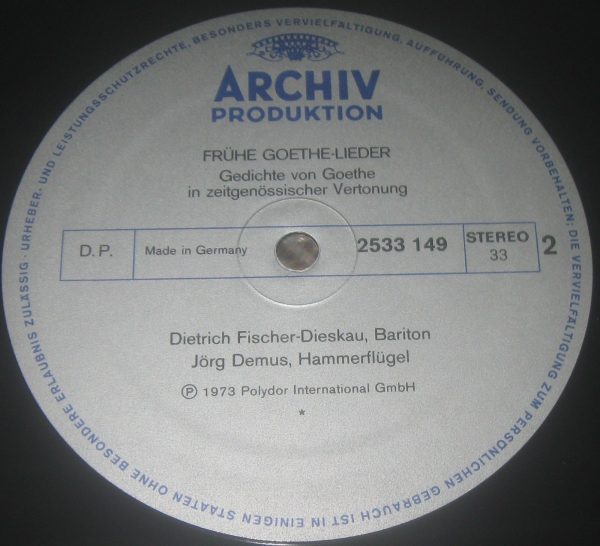 ARCHIV
PRODUKTION
FRÜHE GOETHE-LIEDER
Gedichte von Goethe
in zeitgenössischer Vertonung
D. P.
Made in Germany
2533 149
STEREO
33
2
Dietrich Fischer-Dieskau, Bariton
Jörg Demus, Hammerflügel
Ⓟ 1973 Polydor International GmbH
*
URHEBER- UND LEISTUNGSSCHUTZRECHTE, BESONDERS VERVIELFÄLTIGUNG, AUFFÜHRUNG, SENDUNG VORBEHALTEN; DIE VERVIELFÄLTIGUNG ZUM PERSÖNLICHEN GEBRAUCH IST IN EINIGEN STAATEN OHNE BESONDERE ERLAUBNIS ZULÄSSIG ·